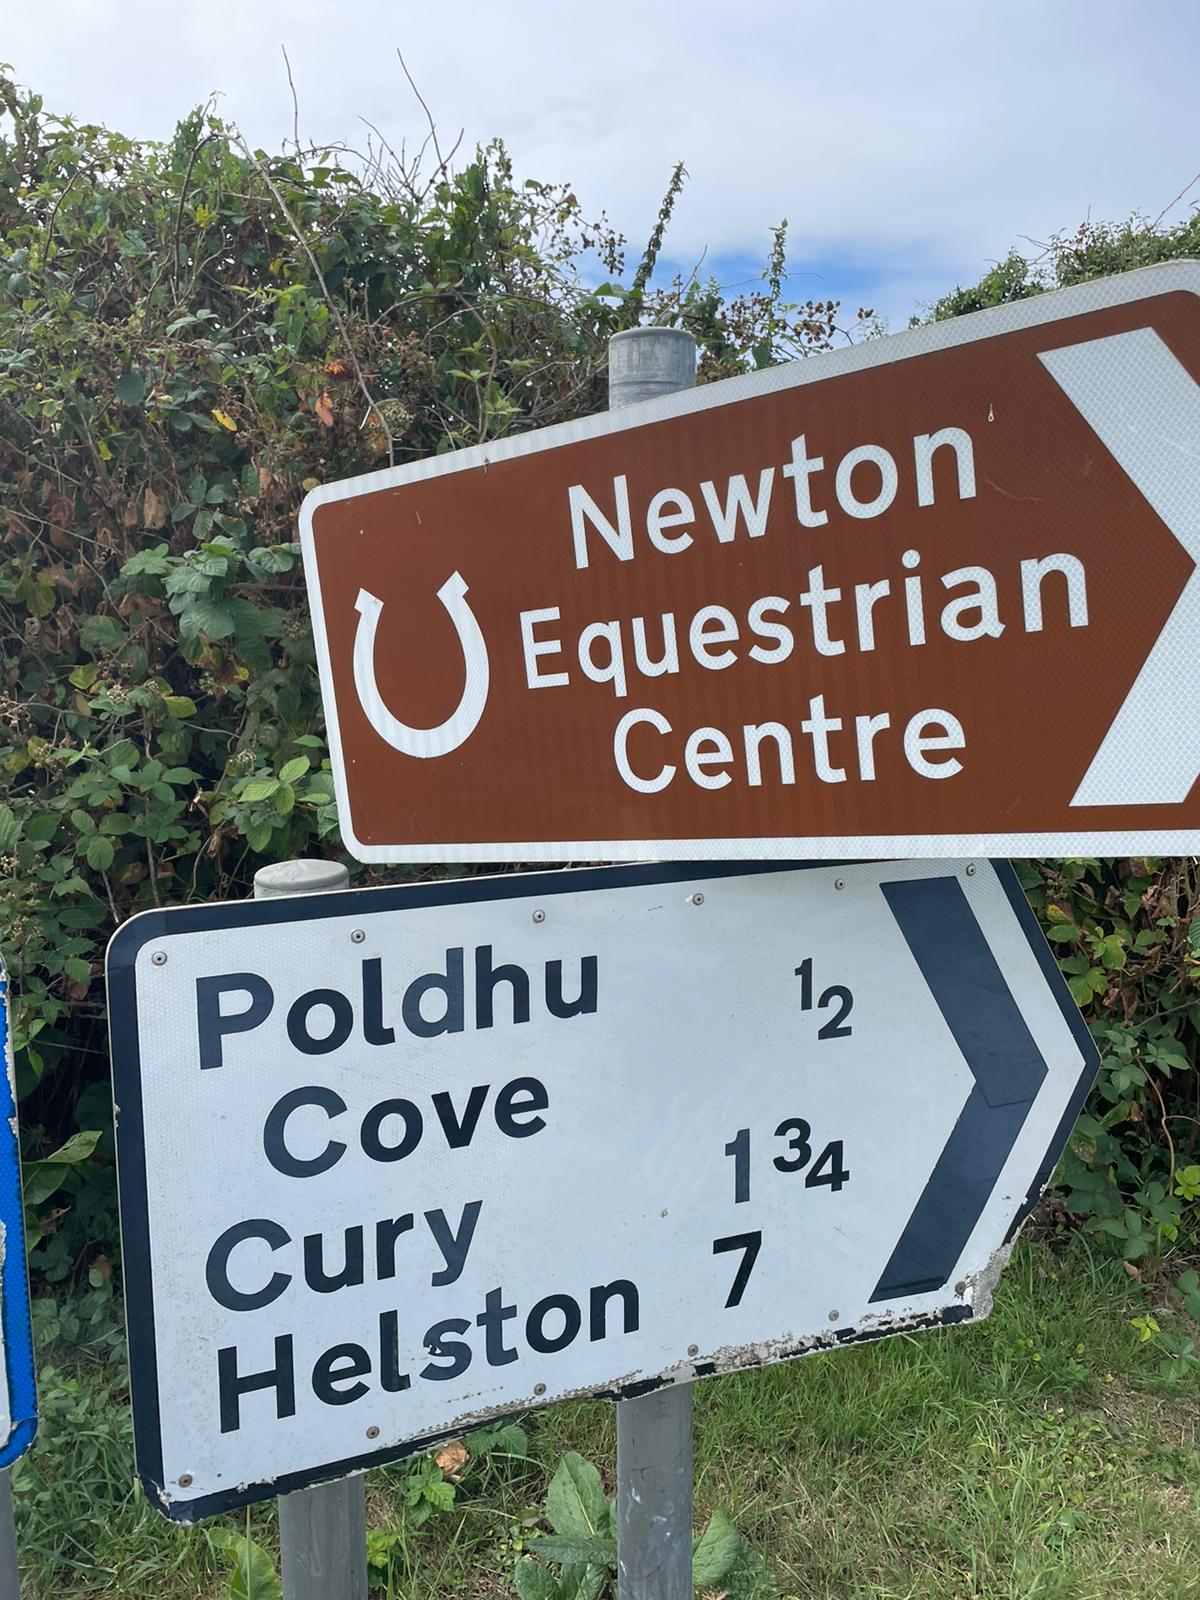 Newton
Equestrian
Centre
Poldhu 1/2
Cove
Cury 1 3/4
Helston 7